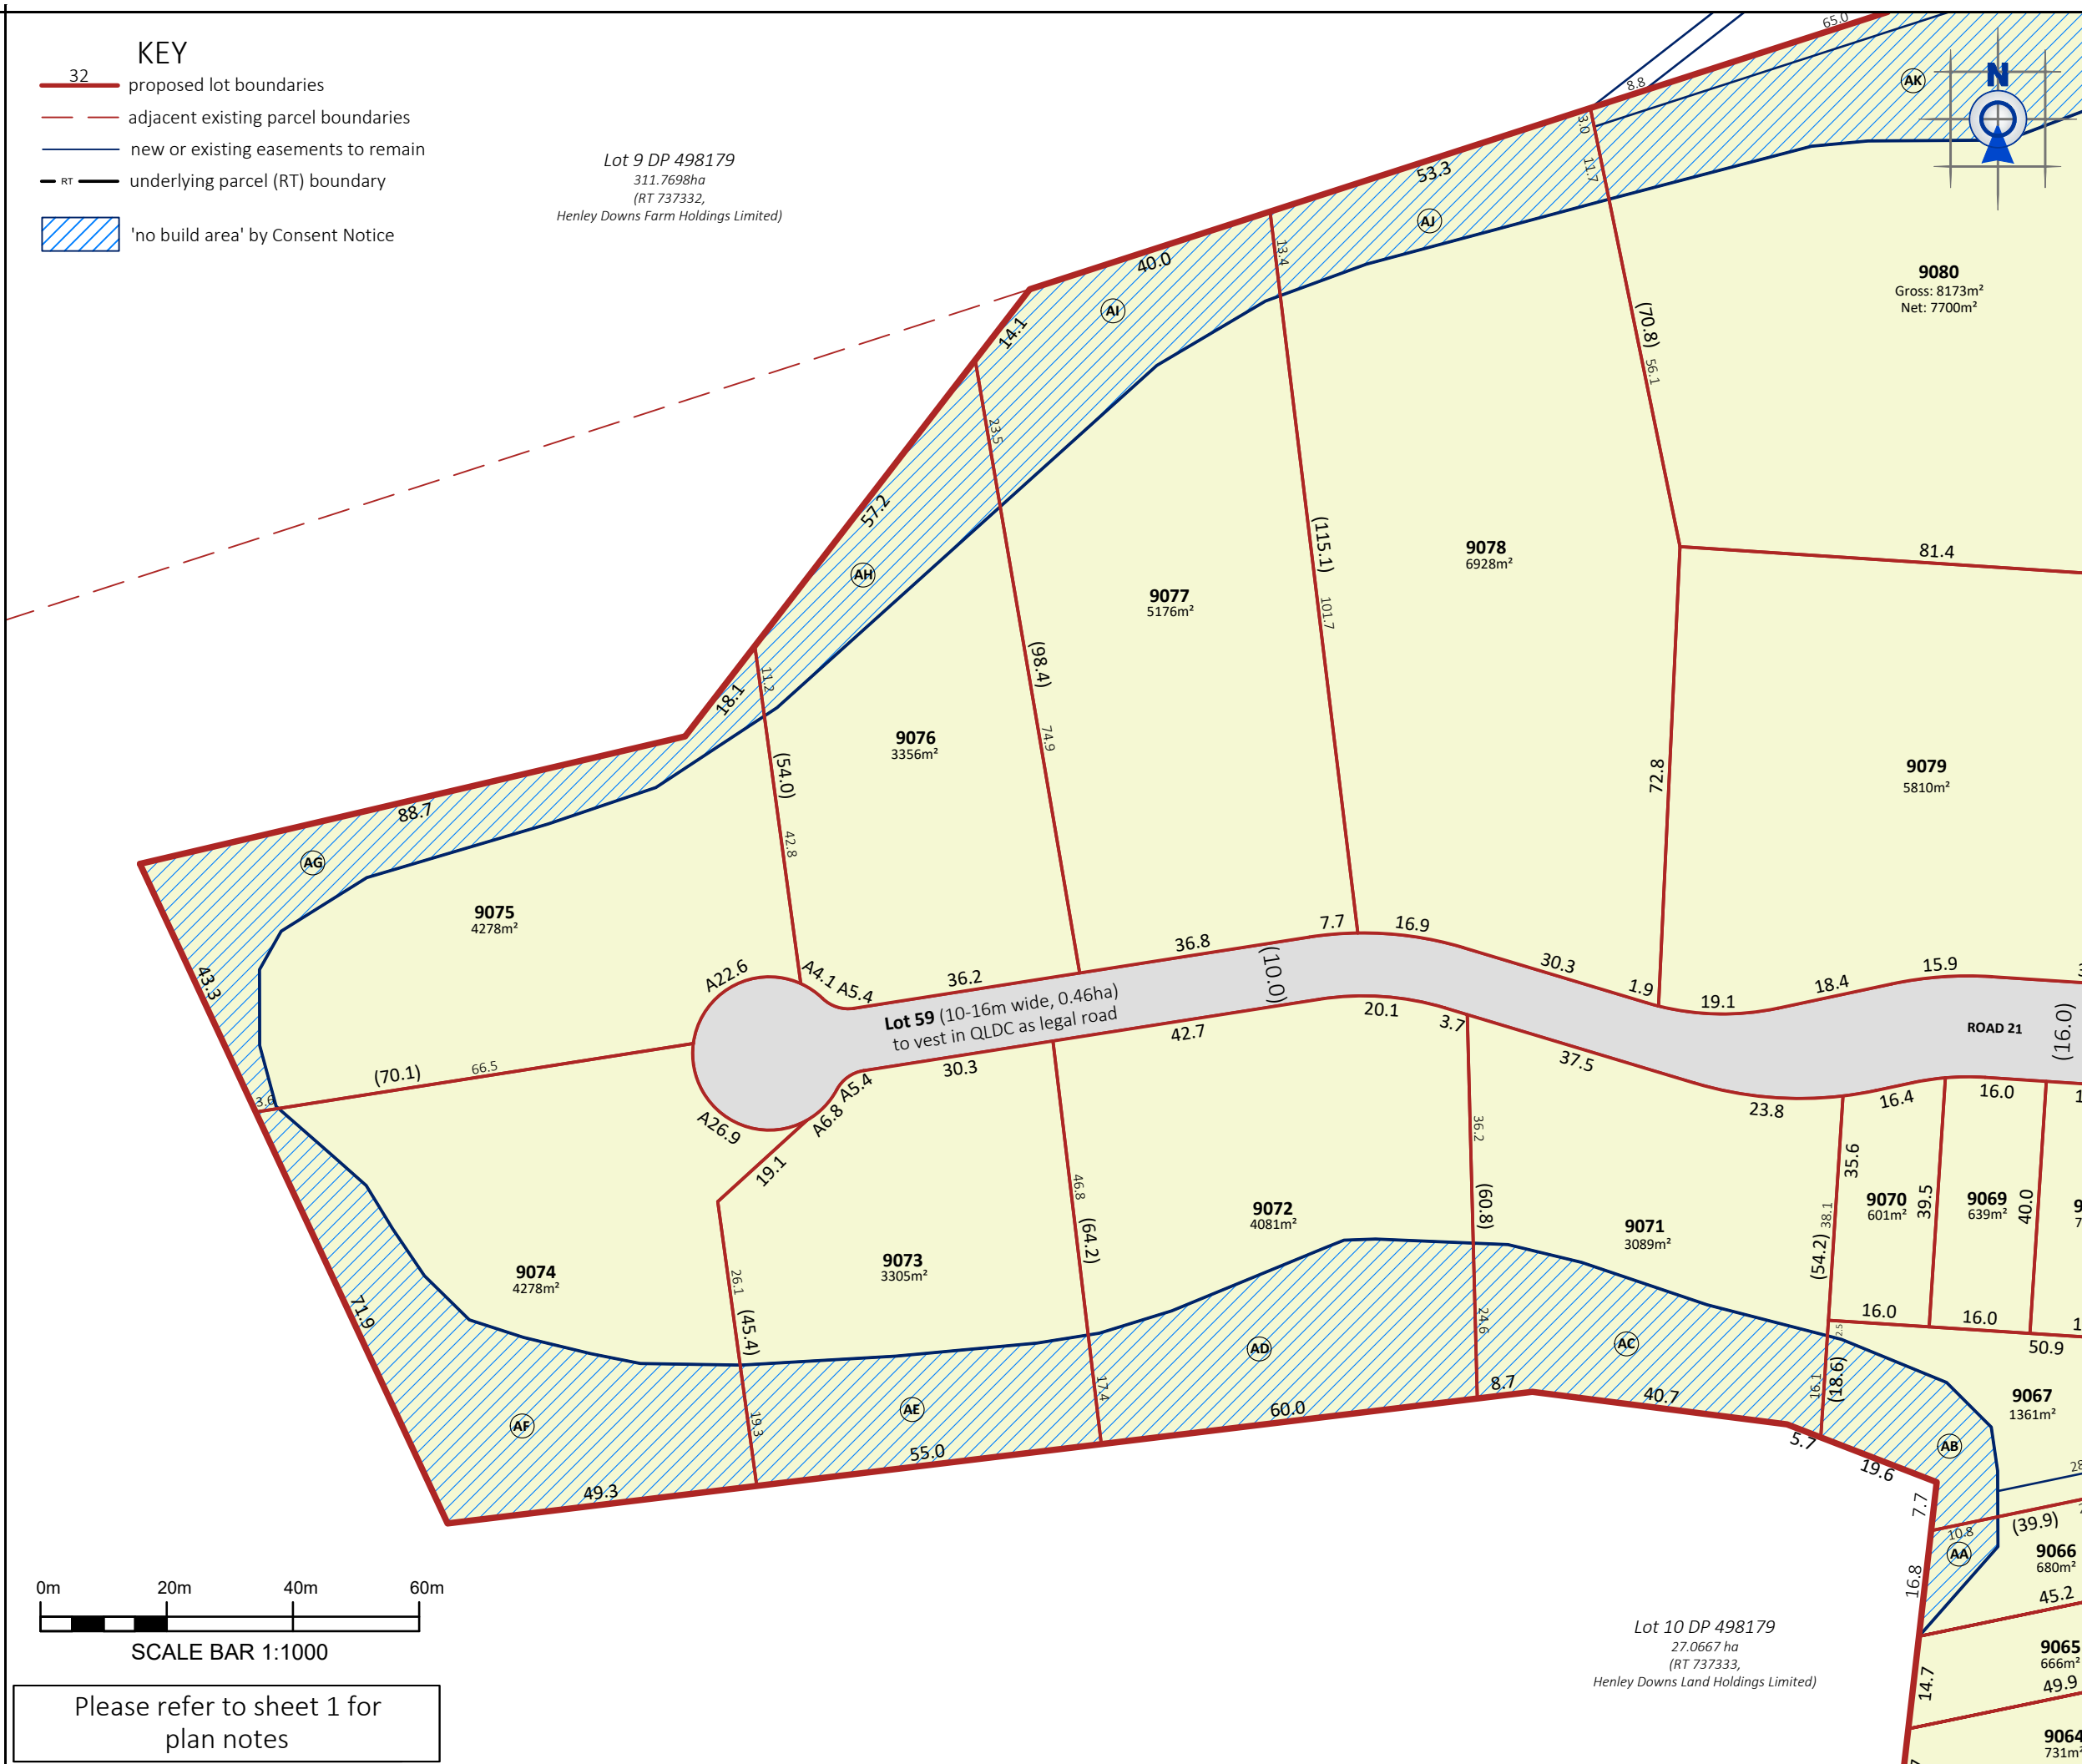 KEY
32
proposed lot boundaries
adjacent existing parcel boundaries
new or existing easements to remain
RT
underlying parcel (RT) boundary
'no build area' by Consent Notice
Lot 9 DP 498179
311.7698ha
(RT 737332,
Henley Downs Farm Holdings Limited)
65.0
8.8
AK
N
3.0
11.7
53.3
AJ
40.0
13.4
AI
14.1
9080
Gross: 8173m²
Net: 7700m²
(70.8)
56.1
23.5
57.2
AH
(115.1)
101.7
9078
6928m²
81.4
9077
5176m²
(98.4)
74.9
11.2
18.1
9076
3356m²
(54.0)
42.8
72.8
9079
5810m²
88.7
AG
9075
4278m²
43.3
A22.6
A4.1
A5.4
36.2
36.8
7.7
16.9
(10.0)
30.3
1.9
19.1
18.4
15.9
Lot 59 (10-16m wide, 0.46ha)
to vest in QLDC as legal road
ROAD 21
(16.0)
20.1
3.7
42.7
30.3
37.5
23.8
16.4
16.0
(70.1)
66.5
3.6
A26.9
A6.8
A5.4
19.1
46.8
(64.2)
36.2
(60.8)
35.6
38.1
(54.2)
9072
4081m²
9071
3089m²
9070
601m²
39.5
9069
639m²
40.0
9074
4278m²
9073
3305m²
26.1
(45.4)
71.9
16.0
16.0
50.9
24.6
2.5
AD
AC
17.4
8.7
40.7
16.1
(18.6)
9067
1361m²
AF
AE
19.3
60.0
55.0
49.3
5.7
19.6
AB
28
7.7
10.8
(39.9)
AA
9066
680m²
16.8
45.2
0m
20m
40m
60m
SCALE BAR 1:1000
Lot 10 DP 498179
27.0667 ha
(RT 737333,
Henley Downs Land Holdings Limited)
9065
666m²
14.7
49.9
9064
731m²
Please refer to sheet 1 for
plan notes